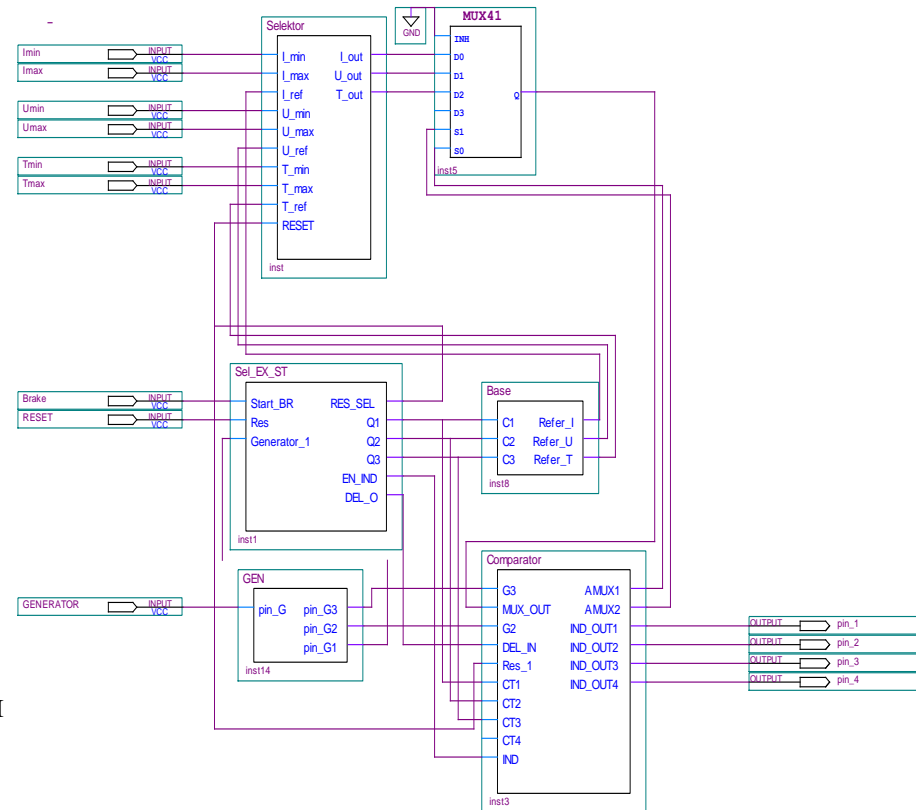 Selektor
MUX41
GND
Imin
INPUT
VCC
I_min
I_out
INH
D0
Imax
INPUT
VCC
I_max
U_out
D1
I_ref
T_out
D2
Q
Umin
INPUT
VCC
U_min
D3
Umax
INPUT
VCC
U_max
S1
U_ref
S0
Tmin
INPUT
VCC
T_min
inst5
Tmax
INPUT
VCC
T_max
T_ref
RESET
inst
Sel_EX_ST
Base
Brake
INPUT
VCC
Start_BR
RES_SEL
RESET
INPUT
VCC
Res
Q1
C1
Refer_I
Generator_1
Q2
C2
Refer_U
Q3
C3
Refer_T
EN_IND
inst8
DEL_O
inst1
Comparator
GEN
G3
AMUX1
GENERATOR
INPUT
VCC
pin_G
pin_G3
MUX_OUT
AMUX2
pin_G2
G2
IND_OUT1
OUTPUT
pin_1
pin_G1
DEL_IN
IND_OUT2
OUTPUT
pin_2
inst14
Res_1
IND_OUT3
OUTPUT
pin_3
CT1
IND_OUT4
OUTPUT
pin_4
CT2
CT3
CT4
IND
inst3